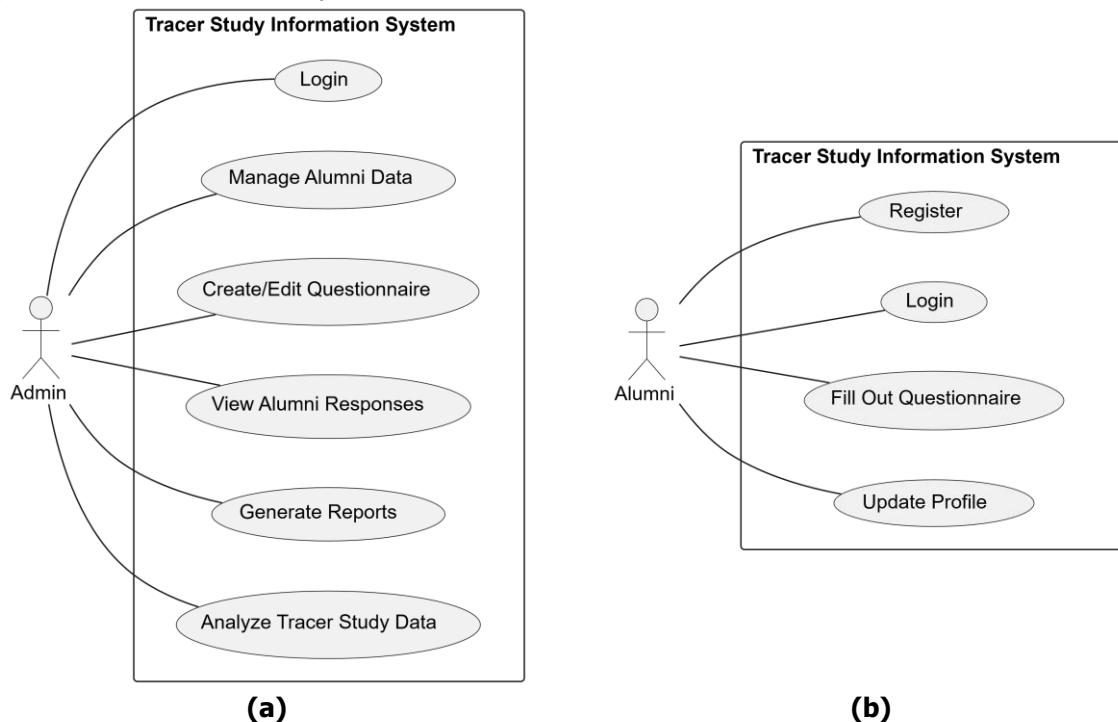 Tracer Study Information System
Login
Manage Alumni Data
Create/Edit Questionnaire
View Alumni Responses
Generate Reports
Analyze Tracer Study Data
Admin
(a)
Tracer Study Information System
Register
Login
Fill Out Questionnaire
Update Profile
Alumni
(b)